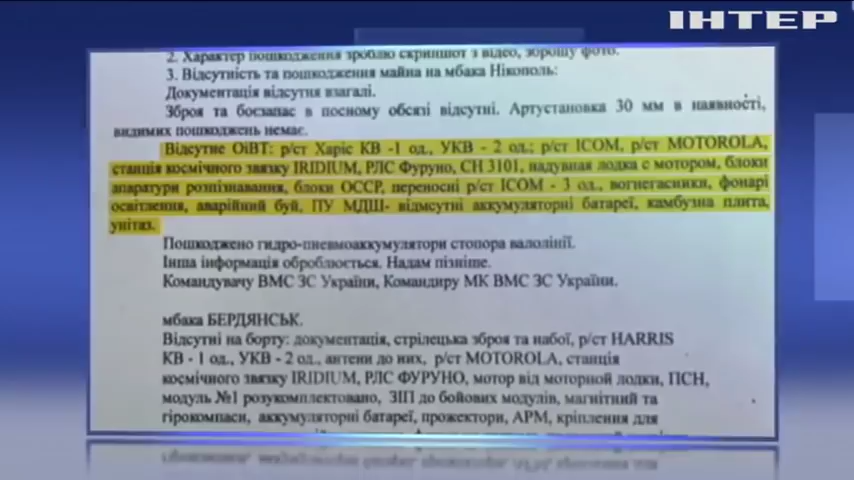 ІНТЕР
2. Характер пошкодження зроблю скриншот з відео, зорошу фото.
3. Відсутність та пошкодження майна на мбака Нікополь:
Документація відсутня взагалі.
Зброя та боєзапас в посному обсязі відсутні. Артустановка 30 мм в наявності,
видимих пошкоджень немає.
Відсутнє ОіВТ: р/ст Харіс КВ -1 од., УКВ - 2 од.; р/ст ICOM, р/ст MOTOROLA,
станція космічного звязку IRIDIUM, РЛС Фуруно, СН 3101, надувная лодка с мотором, блоки
апаратури розпізнавання, блоки ОССР, переносні р/ст ICOM - 3 од., вогнегасники, фонарі
освітлення, аварійний буй, ПУ МДШ- відмсутні аккумуляторні батареї, камбузна плита,
унітаз.
Пошкоджено гидро-пневмоаккумулятори стопора валолінії.
Інша інформація оброблюється. Надам пізніше.
Командувачу ВМС ЗС України, Командиру МК ВМС ЗС України.
мбака БЕРДЯНСЬК.
Відсутні на борту: документація, стрілецька зброя та набої, р/ст HARRIS
КВ - 1 од., УКВ - 2 од., антени до них, р/ст MOTOROLA, станція
космічного звязку IRIDIUM, РЛС ФУРУНО, мотор від моторной лодки, ПСН,
модуль №1 розукомплектовано, ЗІП до бойових модулів, магнітний та
гірокомпаси, аккумуляторні батареї, прожектори, АРМ, кріплення для